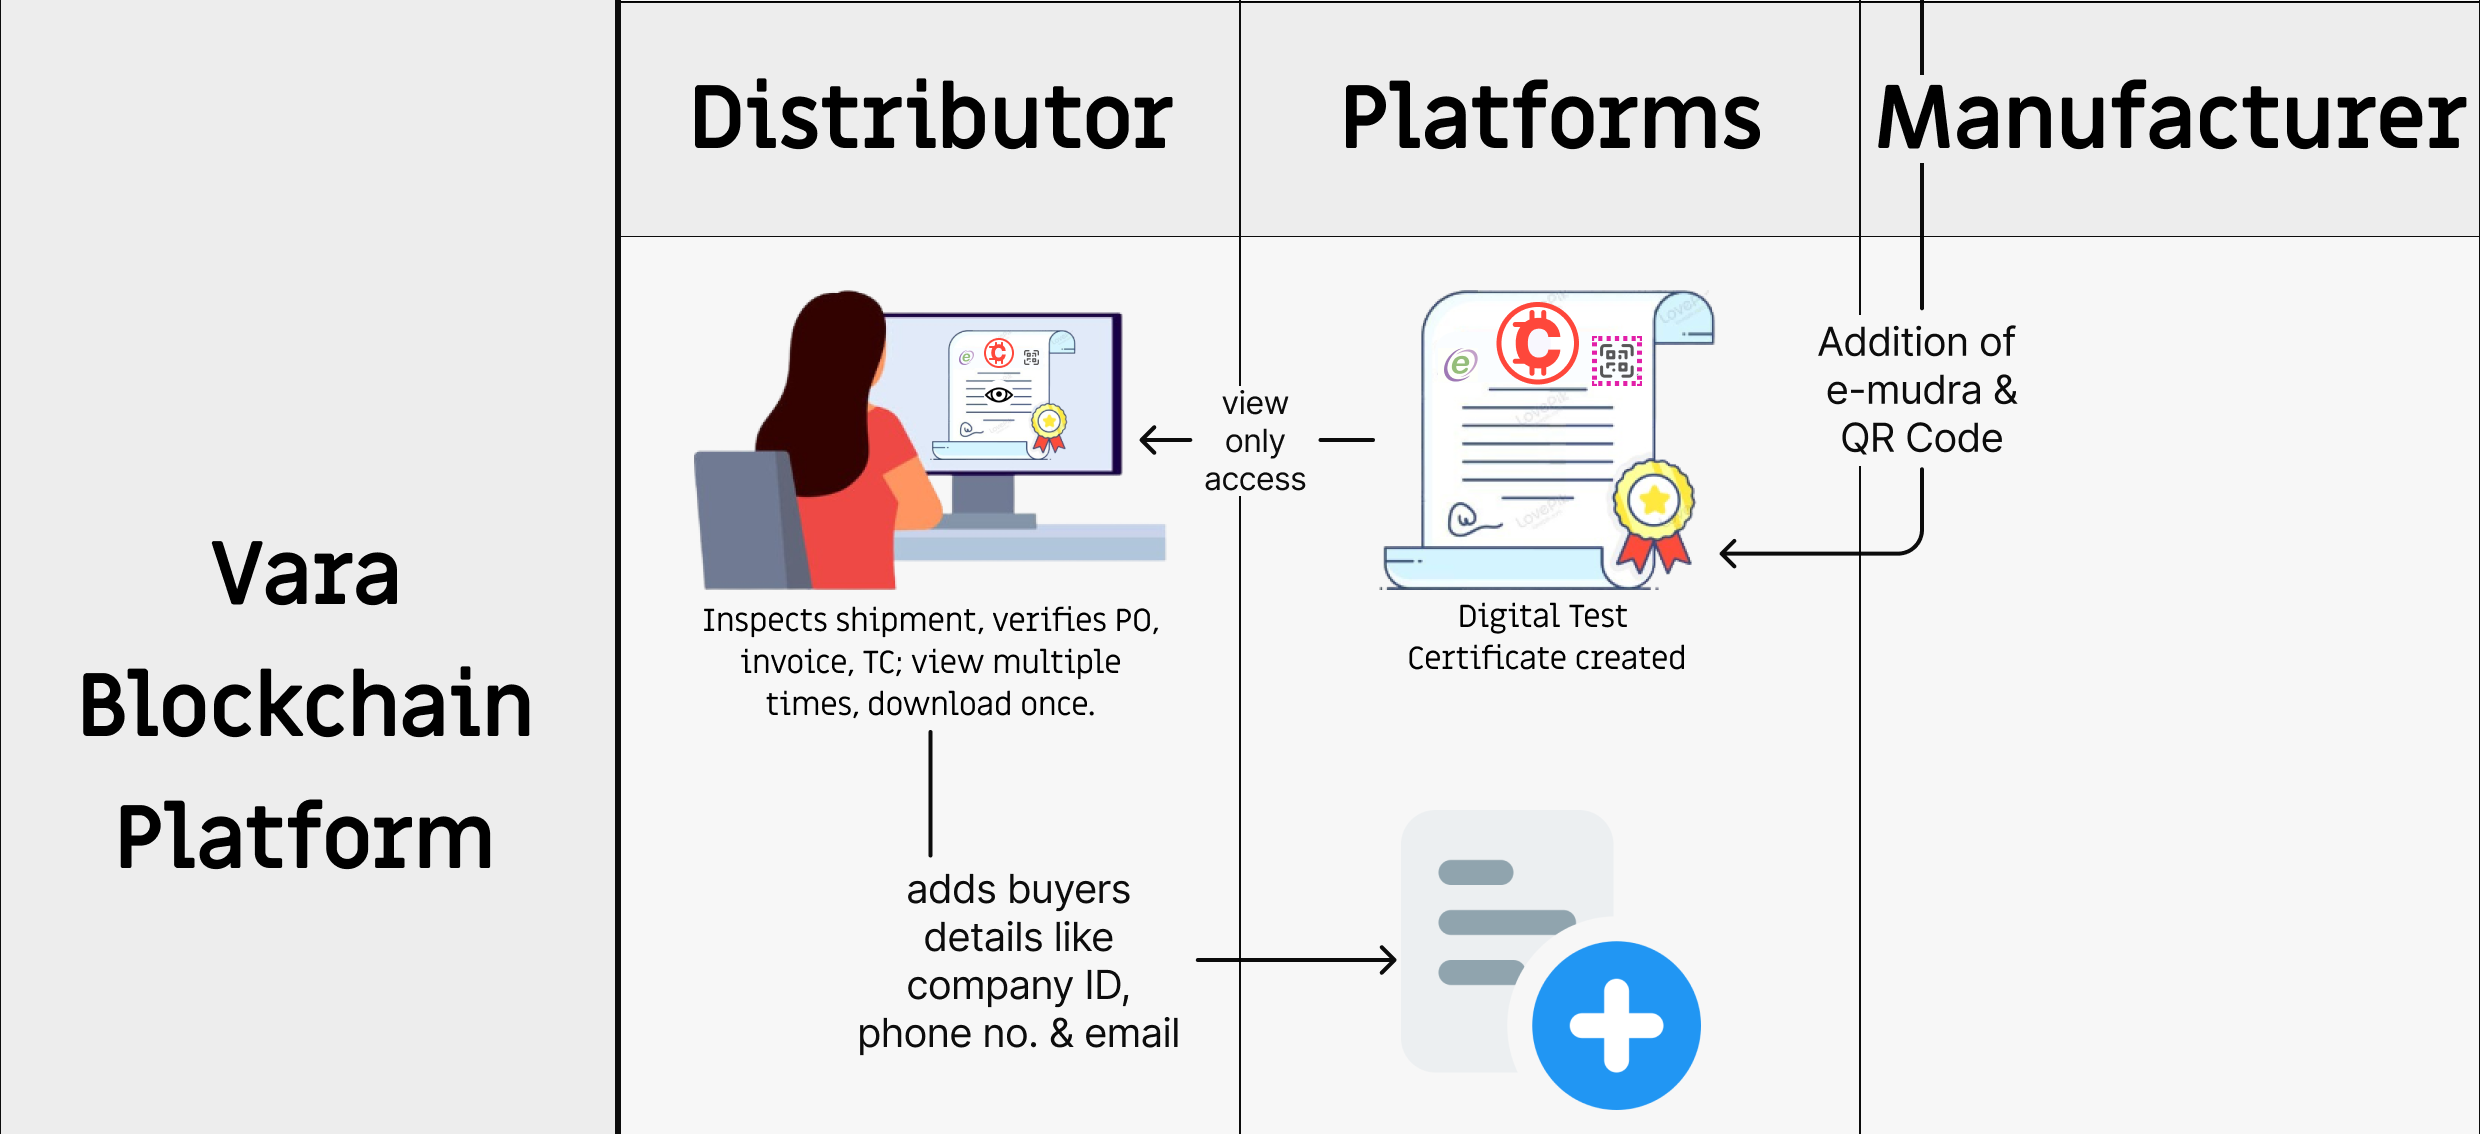 Distributor
Platforms
Manufacturer
Vara
Blockchain
Platform
view
only
access
Addition of
e-mudra &
QR Code
Inspects shipment, verifies PO,
invoice, TC; view multiple
times, download once.
Digital Test
Certificate created
adds buyers
details like
company ID,
phone no. & email